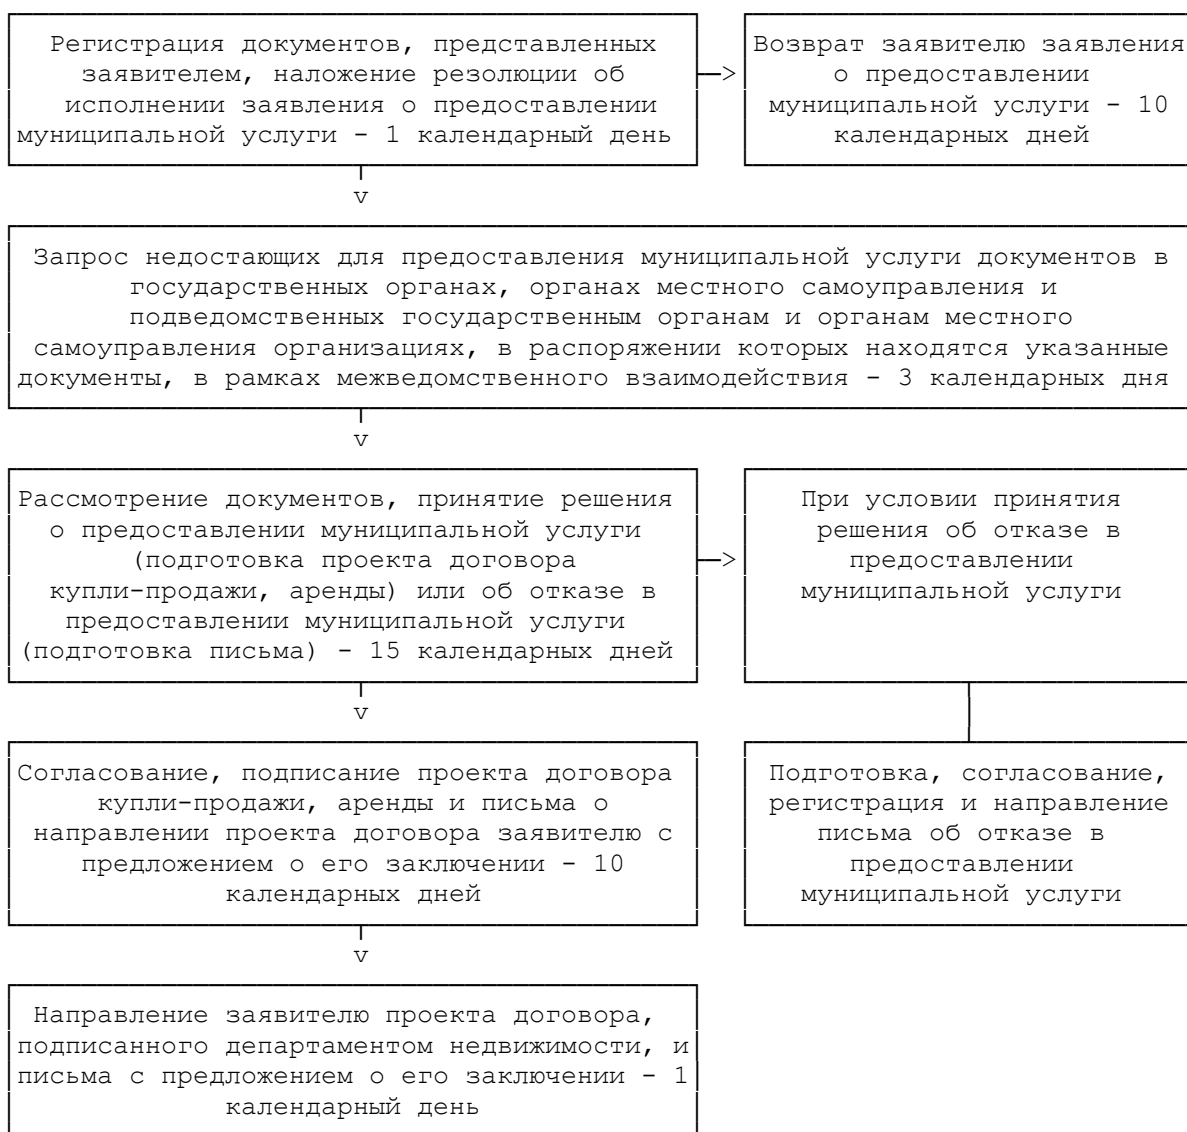 Регистрация документов, представленных
заявителем, наложение резолюции об
исполнении заявления о предоставлении
муниципальной услуги - 1 календарный день
Возврат заявителю заявления
о предоставлении
муниципальной услуги - 10
календарных дней
v
Запрос недостающих для предоставления муниципальной услуги документов в
государственных органах, органах местного самоуправления и
подведомственных государственным органам и органам местного
самоуправления организациях, в распоряжении которых находятся указанные
документы, в рамках межведомственного взаимодействия - 3 календарных дня
v
Рассмотрение документов, принятие решения
о предоставлении муниципальной услуги
(подготовка проекта договора
купли-продажи, аренды) или об отказе в
предоставлении муниципальной услуги
(подготовка письма) - 15 календарных дней
При условии принятия
решения об отказе в
предоставлении
муниципальной услуги
v
Согласование, подписание проекта договора
купли-продажи, аренды и письма о
направлении проекта договора заявителю с
предложением о его заключении - 10
календарных дней
Подготовка, согласование,
регистрация и направление
письма об отказе в
предоставлении
муниципальной услуги
v
Направление заявителю проекта договора,
подписанного департаментом недвижимости, и
письма с предложением о его заключении - 1
календарный день